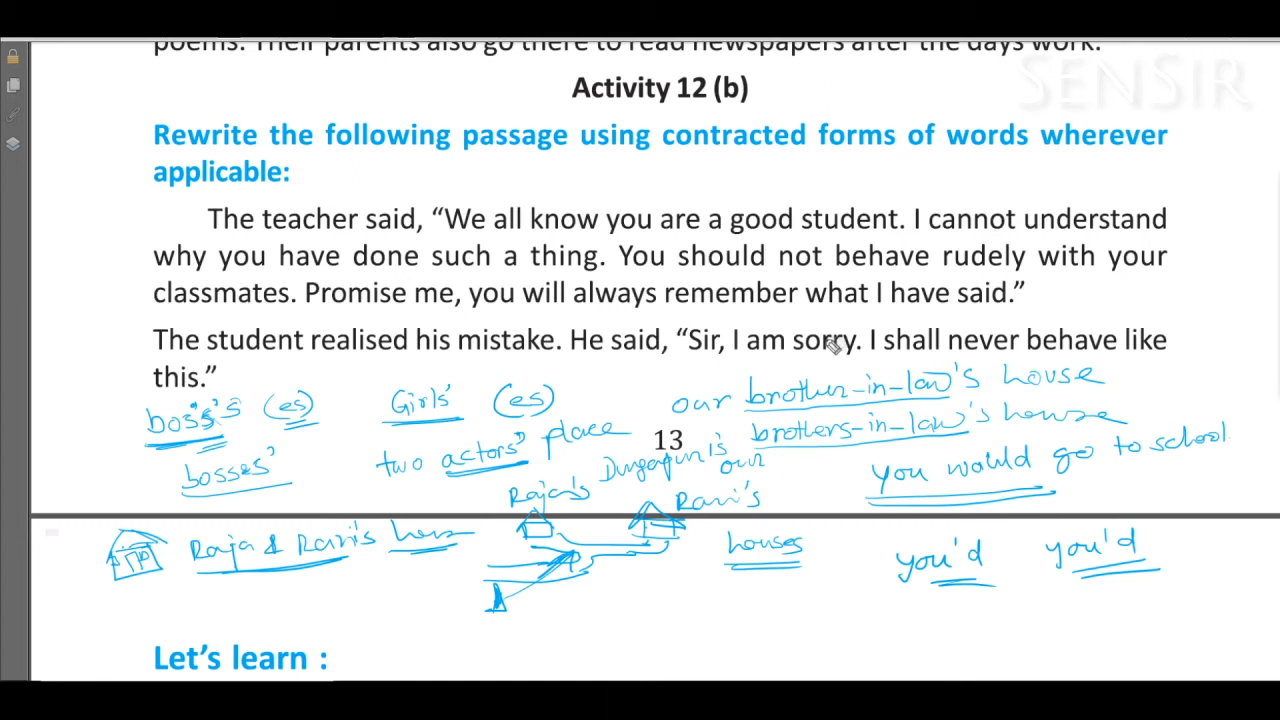 poems. Their parents also go there to read newspapers after the days work.
SENSIR
Activity 12 (b)
Rewrite the following passage using contracted forms of words wherever
applicable:
The teacher said, “We all know you are a good student. I cannot understand
why you have done such a thing. You should not behave rudely with your
classmates. Promise me, you will always remember what I have said.”
The student realised his mistake. He said, “Sir, I am sorry. I shall never behave like
this.”
boss's (es) Girls' (es) our brother-in-law's house
two actors' place 13 brothers-in-law's house
bosses' our you would go to school
Raja's Ravi's
Raja & Ravi's houses you'd you'd
Let’s learn :